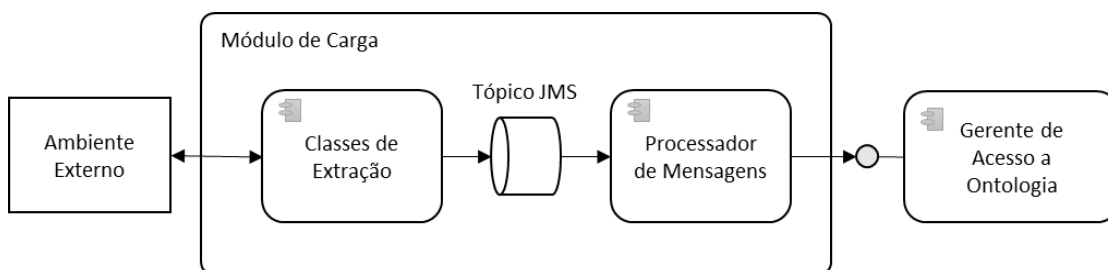 Módulo de Carga
Ambiente
Externo
Classes de
Extração
Tópico JMS
Processador
de Mensagens
Gerente de
Acesso a
Ontologia